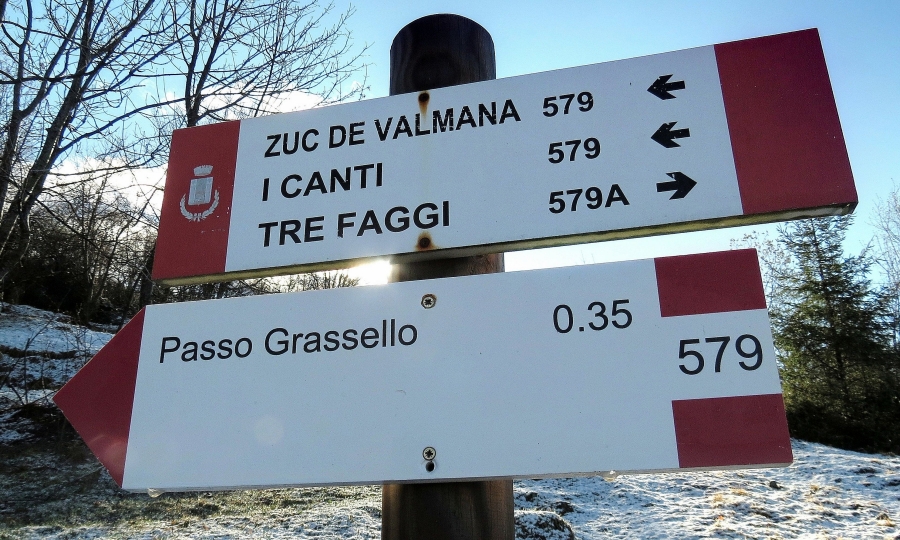 ZUC DE VALMANA 579
I CANTI 579
TRE FAGGI 579A
Passo Grassello 0.35
579